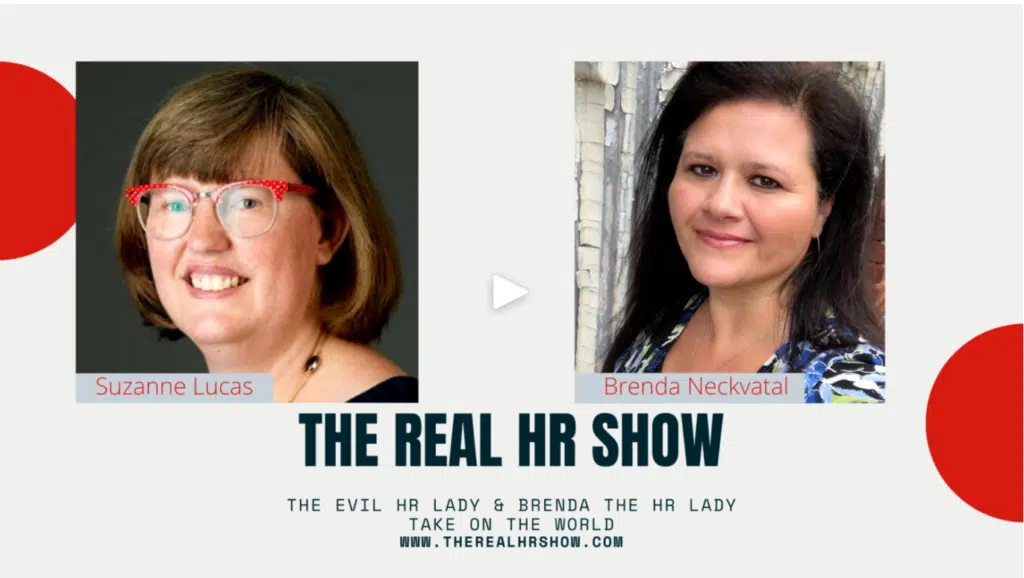 Suzanne Lucas
Brenda Neckvatal
THE REAL HR SHOW
THE EVIL HR LADY & BRENDA THE HR LADY
TAKE ON THE WORLD
WWW.THEREALHRSHOW.COM